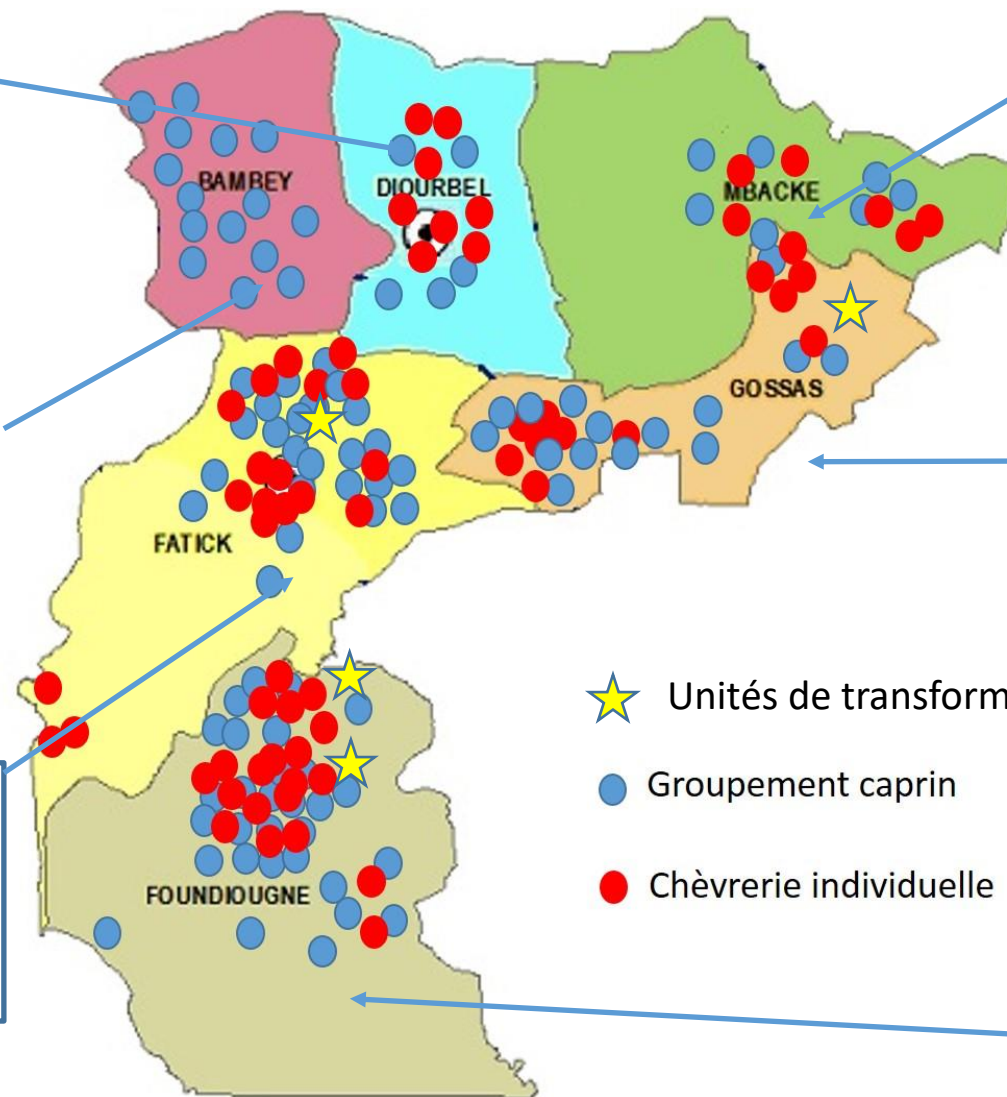 BAMBEY
DIOURBEL
MBACKE
GOSSAS
FATICK
Unités de transform
Groupement caprin
Chèvrerie individuelle
FOUNDIOUGNE